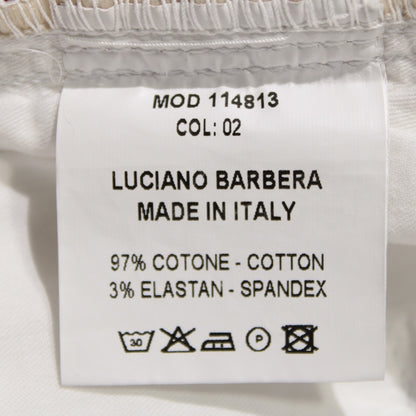 MOD 114813
COL: 02
LUCIANO BARBERA
MADE IN ITALY
97% COTONE - COTTON
3% ELASTAN - SPANDEX
30 P